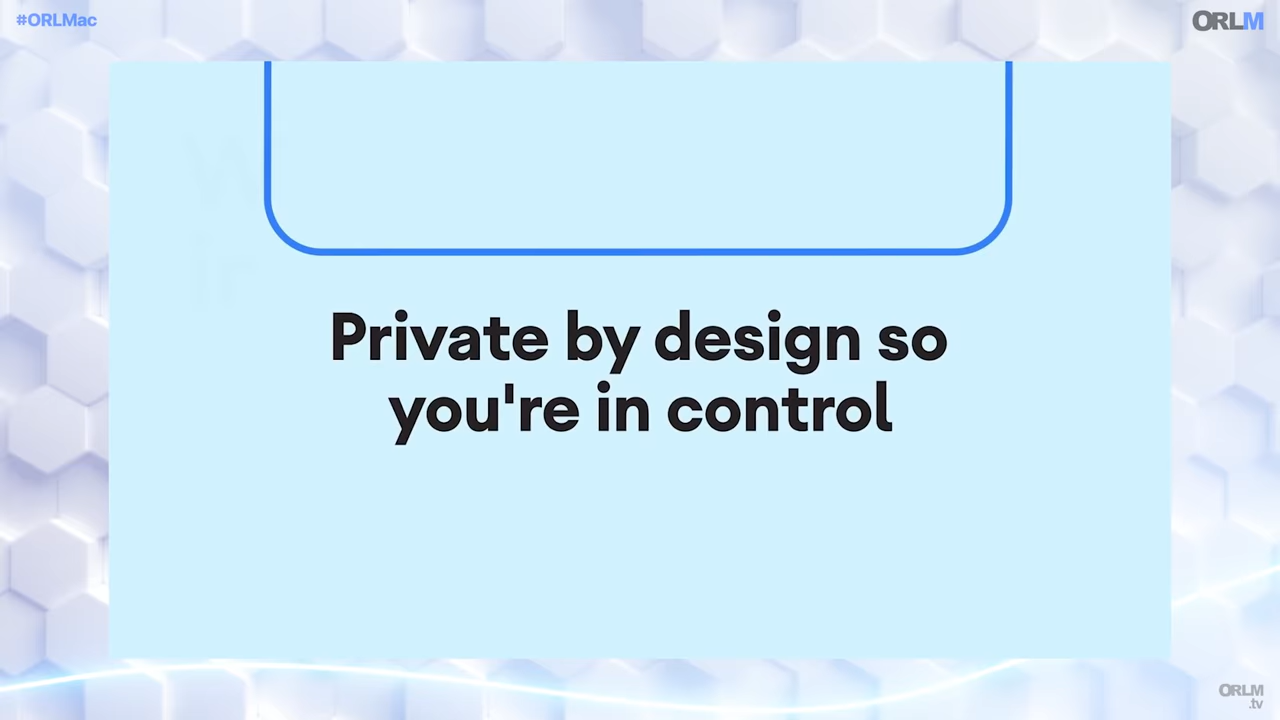 #ORLMac
ORLM
Private by design so
you're in control
ORLM
.tv